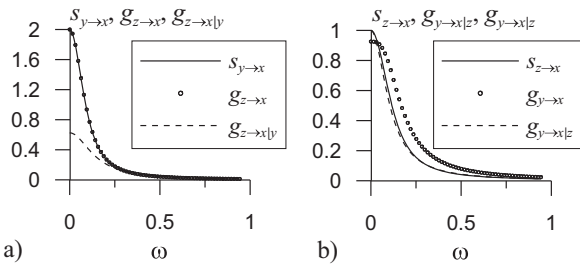 s_{y→x}, g_{z→x}, g_{z→x|y}
2
1.6
1.2
0.8
0.4
0
s_{y→x}
g_{z→x}
g_{z→x|y}
0 0.5 1
a) ω
s_{z→x}, g_{y→x|z}, g_{y→x|z}
1
0.8
0.6
0.4
0.2
0
s_{z→x}
g_{y→x}
g_{y→x|z}
0 0.5 1
b) ω